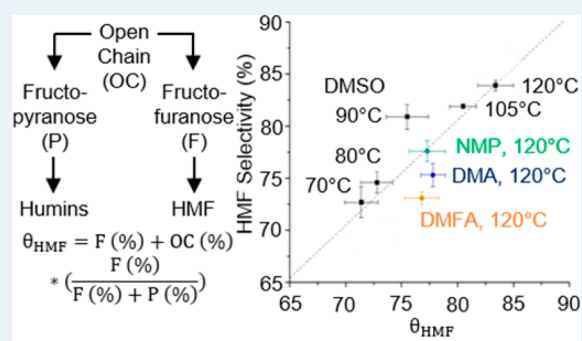 Open
Chain
(OC)
Fructo-
pyranose
(P)
Fructo-
furanose
(F)
Humins
HMF
θHMF = F (%) + OC (%)
* ( F (%) / F (%) + P (%) )
HMF Selectivity (%)
90
85
80
75
70
65
DMSO
90°C
80°C
70°C
120°C
105°C
NMP, 120°C
DMA, 120°C
DMFA, 120°C
65 70 75 80 85 90
θHMF